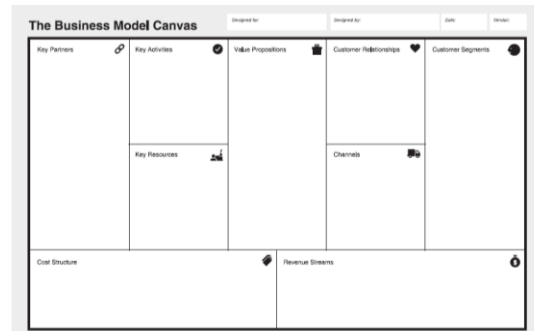 The Business Model Canvas
Designed for:
Designed by:
Date:
Version:
Key Partners
Key Activities
Value Propositions
Customer Relationships
Customer Segments
Key Resources
Channels
Cost Structure
Revenue Streams